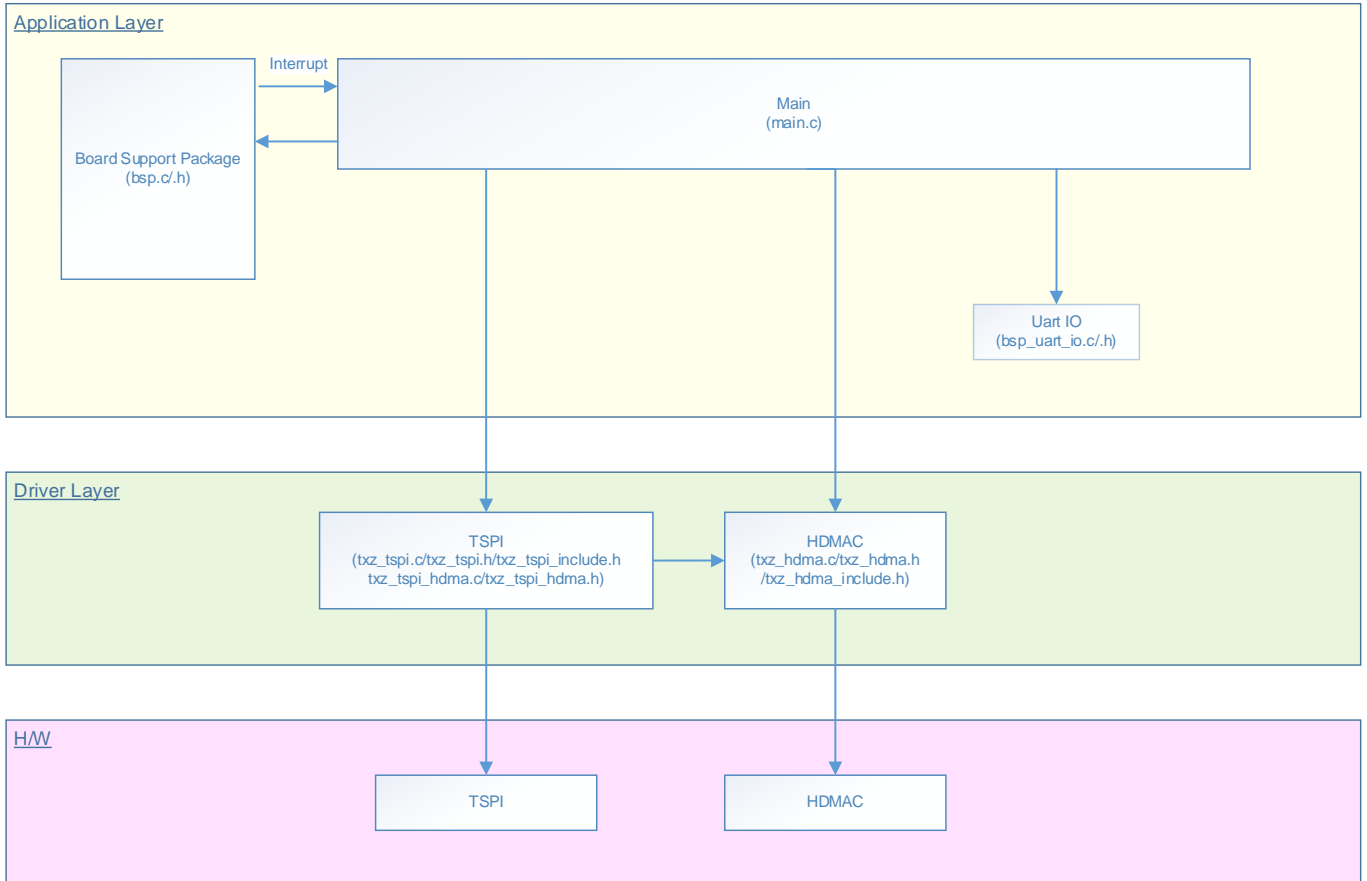 Application Layer
Interrupt
Main
(main.c)
Board Support Package
(bsp.c/.h)
Uart IO
(bsp_uart_io.c/.h)
Driver Layer
TSPI
(txz_tspi.c/txz_tspi.h/txz_tspi_include.h
txz_tspi_hdma.c/txz_tspi_hdma.h)
HDMAC
(txz_hdma.c/txz_hdma.h
/txz_hdma_include.h)
H/W
TSPI
HDMAC